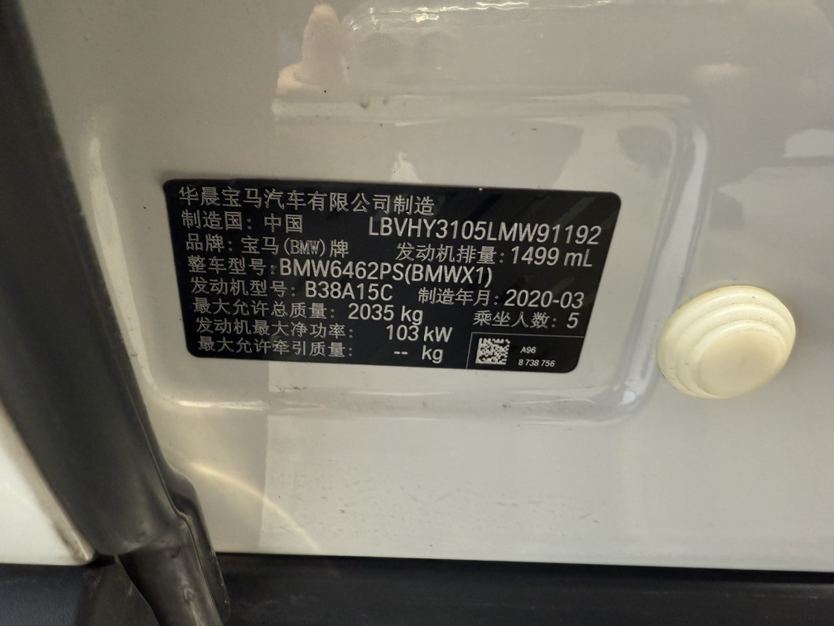 华晨宝马汽车有限公司制造
制造国: 中国 LBVHY3105LMW91192
品牌: 宝马(BMW)牌 发动机排量: 1499 mL
整车型号: BMW6462PS(BMWX1)
发动机型号: B38A15C 制造年月: 2020-03
最大允许总质量: 2035 kg 乘坐人数: 5
发动机最大净功率: 103 kW
最大允许牵引质量: -- kg
A96
8 738 756